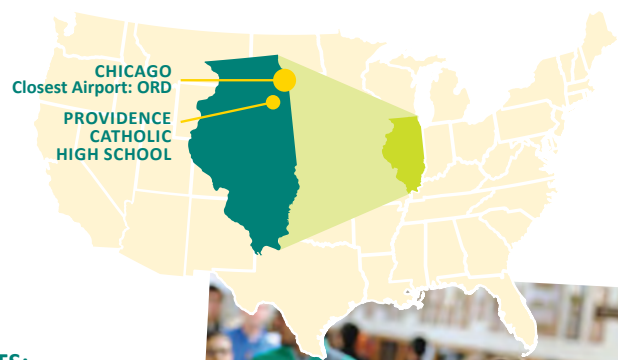 CHICAGO
Closest Airport: ORD
PROVIDENCE
CATHOLIC
HIGH SCHOOL